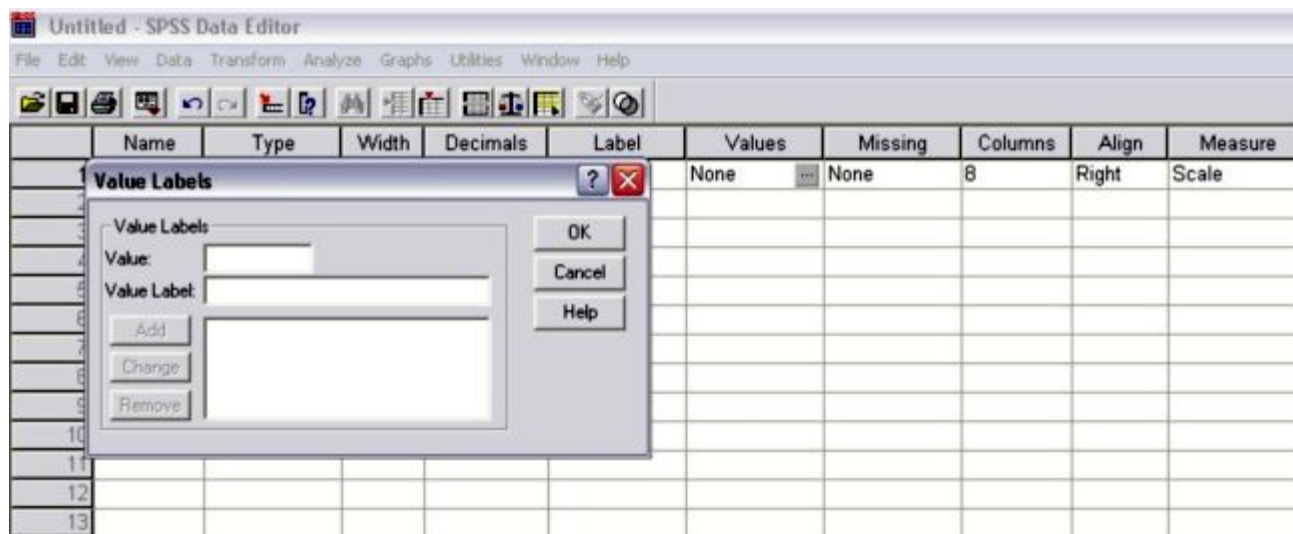 Untitled - SPSS Data Editor
File Edit View Data Transform Analyze Graphs Utilities Window Help
Name Type Width Decimals Label Values Missing Columns Align Measure
1 None ... None 8 Right Scale
Value Labels ? X
Value Labels
Value:
Value Label:
Add
Change
Remove
OK
Cancel
Help
2
3
4
5
6
7
8
9
10
11
12
13